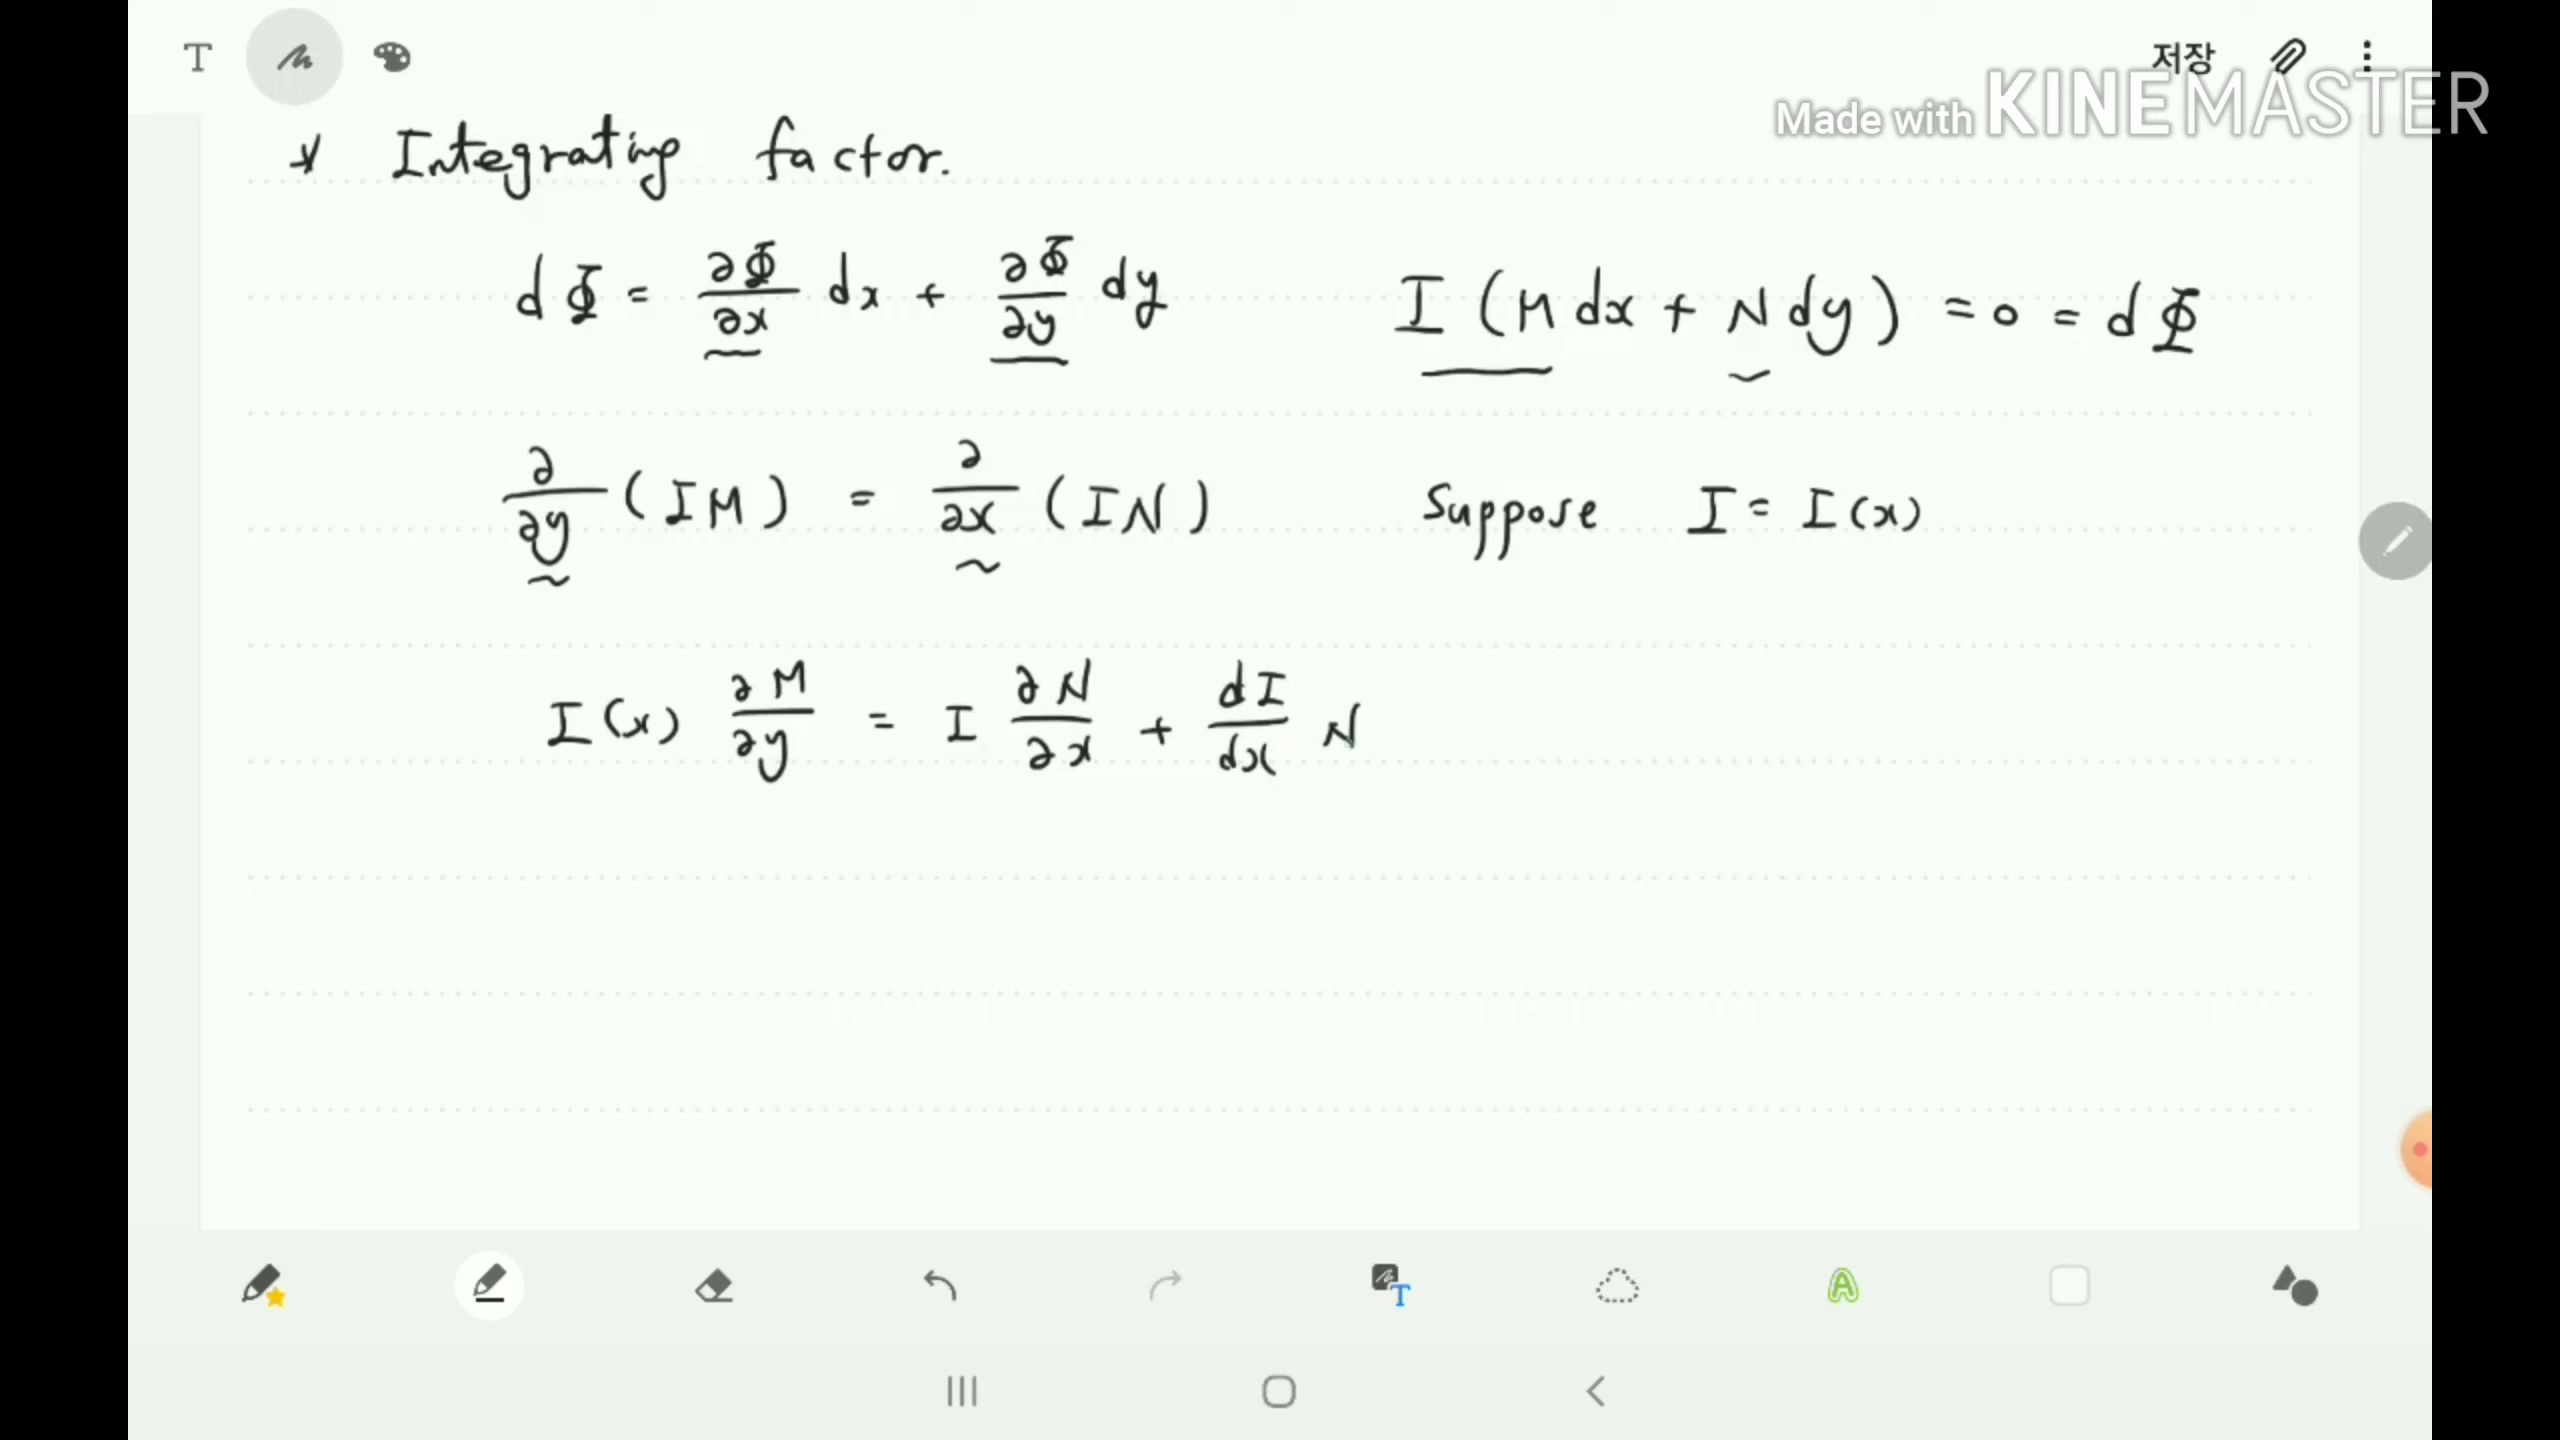 T 저장
Made with KINEMASTER
* Integrating factor.
dΦ = ∂Φ/∂x dx + ∂Φ/∂y dy I (M dx + N dy) = 0 = dΦ
∂/∂y (IM) = ∂/∂x (IN) Suppose I = I(x)
I(x) ∂M/∂y = I ∂N/∂x + dI/dx N
T A